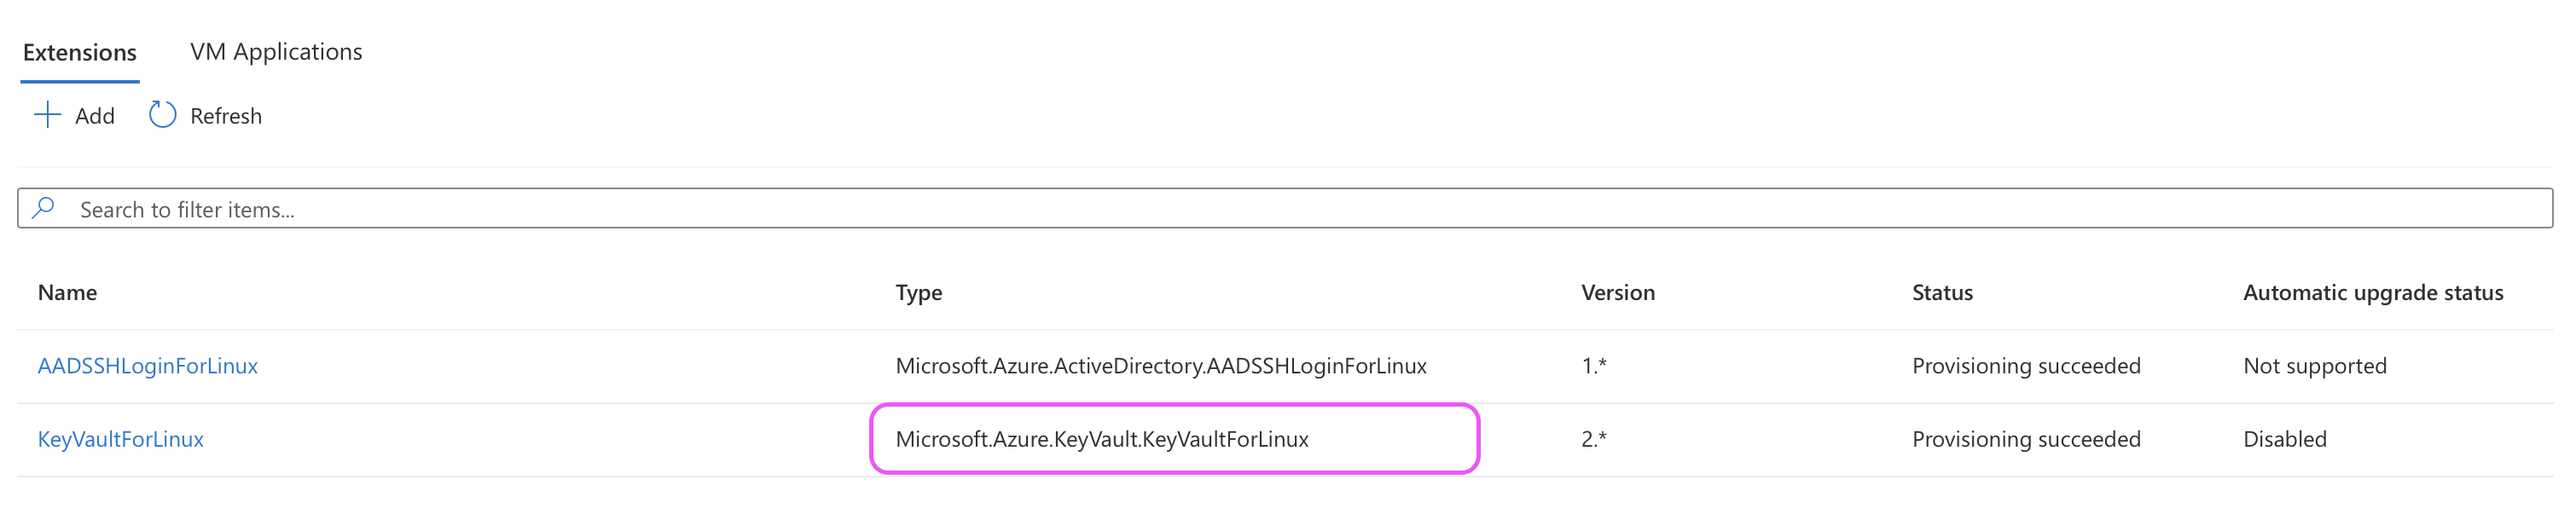 Extensions VM Applications
Add Refresh
Search to filter items...
Name Type Version Status Automatic upgrade status
AADSSHLoginForLinux Microsoft.Azure.ActiveDirectory.AADSSHLoginForLinux 1.* Provisioning succeeded Not supported
KeyVaultForLinux Microsoft.Azure.KeyVault.KeyVaultForLinux 2.* Provisioning succeeded Disabled